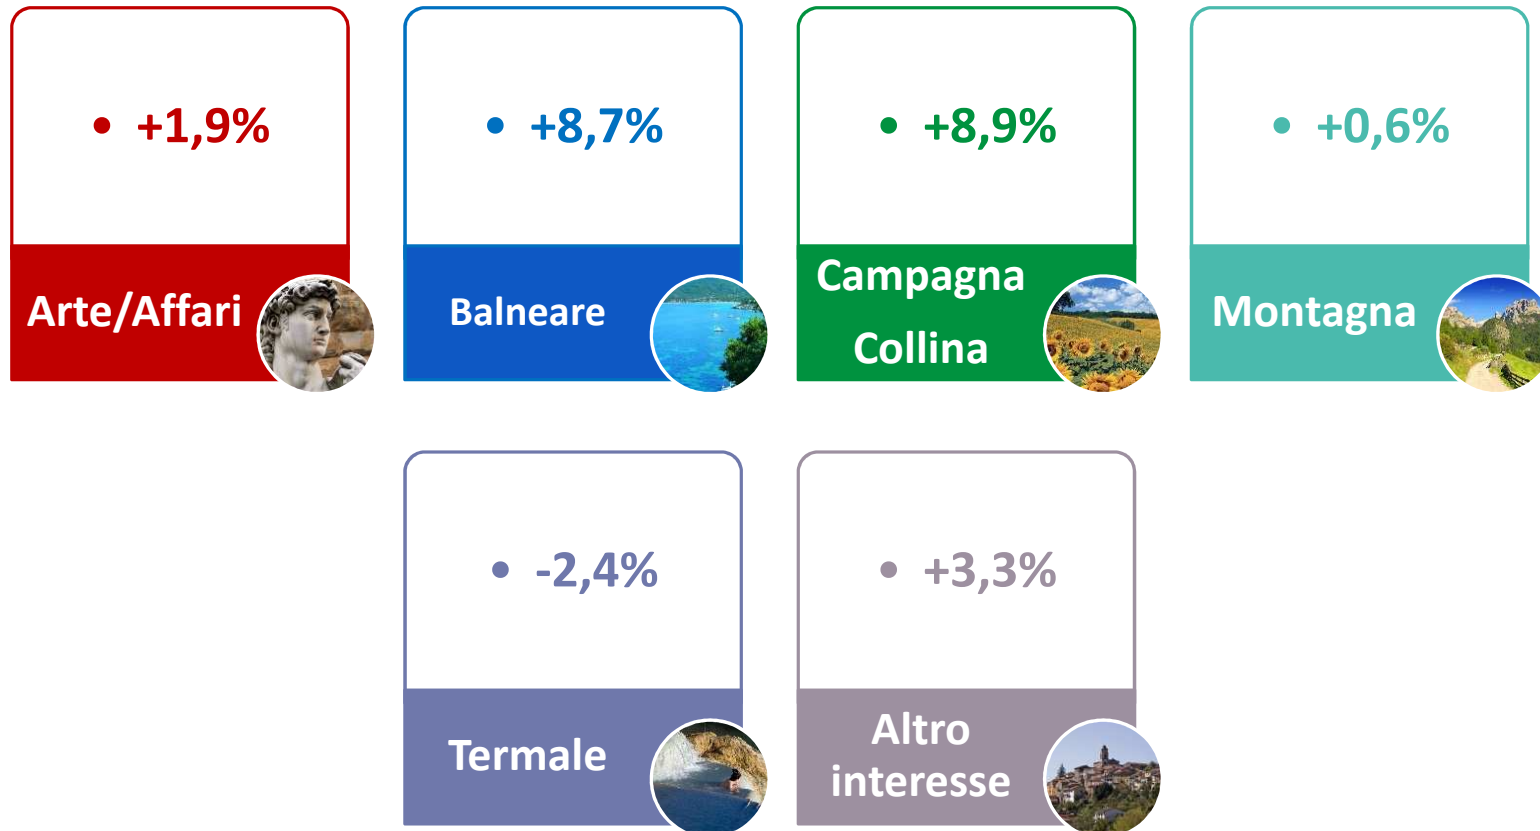 • +1,9%
Arte/Affari
• +8,7%
Balneare
• +8,9%
Campagna
Collina
• +0,6%
Montagna
• -2,4%
Termale
• +3,3%
Altro
interesse